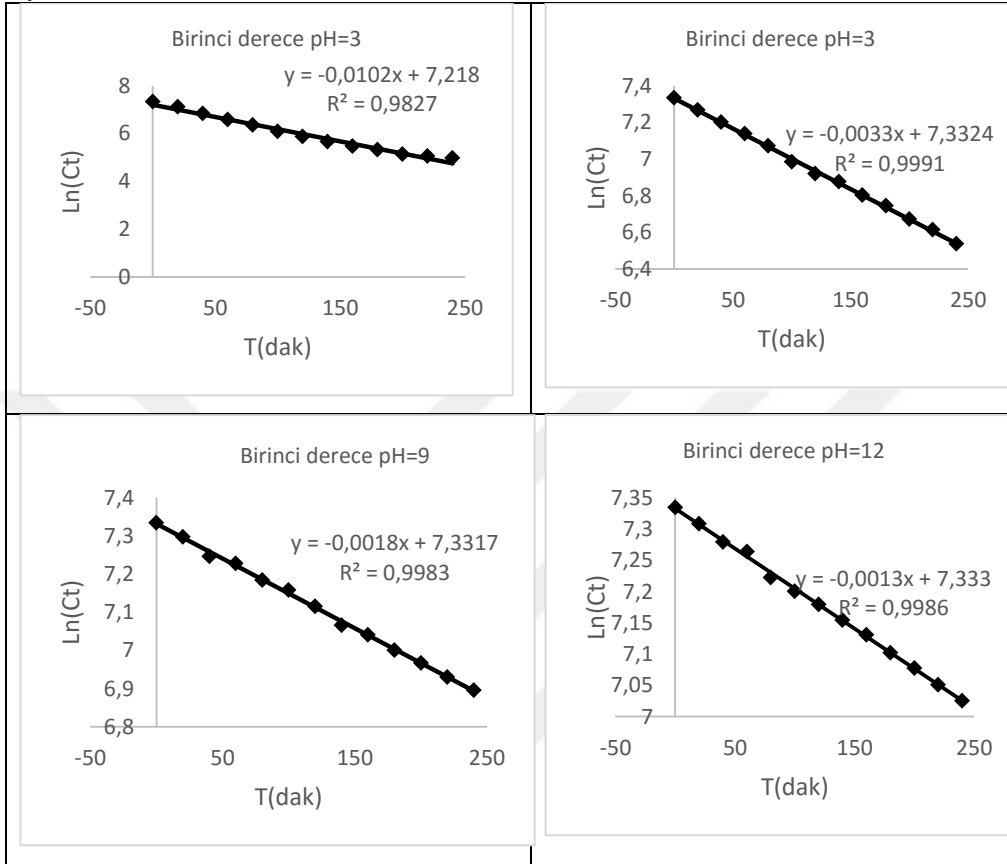 Birinci derece pH=3
y = -0,0102x + 7,218
R² = 0,9827
8
6
4
2
0
-50
50
150
250
Ln(Ct)
T(dak)
Birinci derece pH=3
y = -0,0033x + 7,3324
R² = 0,9991
7,4
7,2
7
6,8
6,6
6,4
-50
50
150
250
Ln(Ct)
T(dak)
Birinci derece pH=9
y = -0,0018x + 7,3317
R² = 0,9983
7,4
7,3
7,2
7,1
7
6,9
6,8
-50
50
150
250
Ln(Ct)
T(dak)
Birinci derece pH=12
y = -0,0013x + 7,333
R² = 0,9986
7,35
7,3
7,25
7,2
7,15
7,1
7,05
7
-50
50
150
250
Ln(Ct)
T(dak)